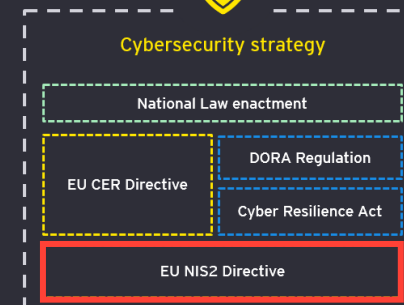 Cybersecurity strategy
National Law enactment
EU CER Directive
DORA Regulation
Cyber Resilience Act
EU NIS2 Directive